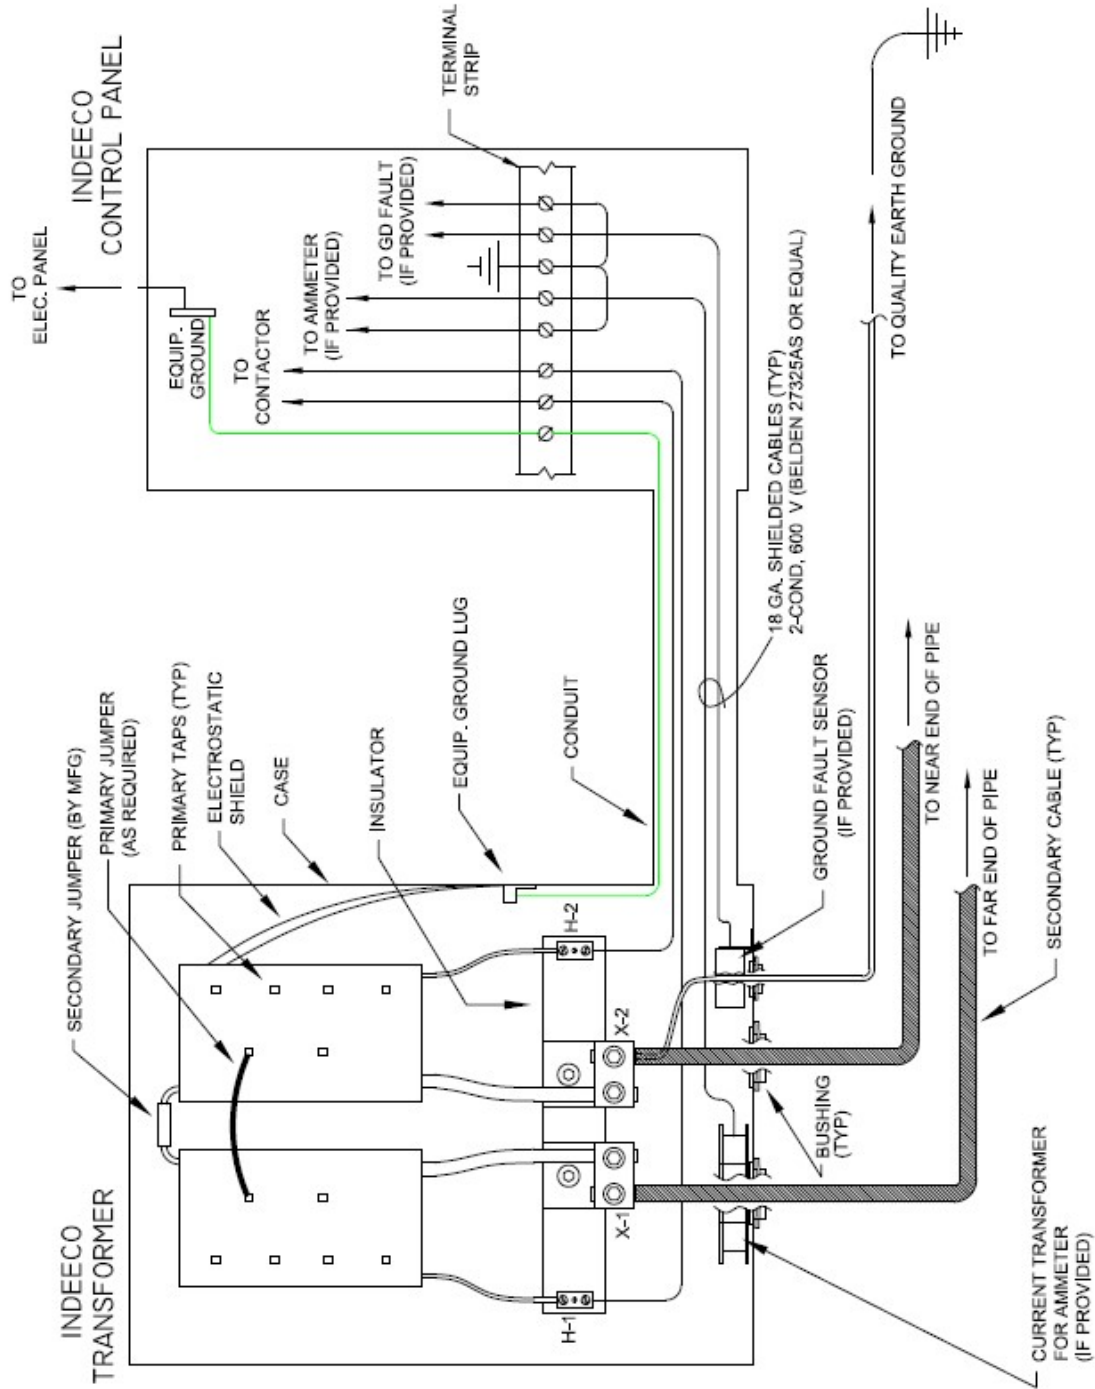 INDEECO
TRANSFORMER
SECONDARY JUMPER (BY MFG)
PRIMARY JUMPER
(AS REQUIRED)
PRIMARY TAPS (TYP)
ELECTROSTATIC
SHIELD
CASE
INSULATOR
EQUIP. GROUND LUG
CONDUIT
H-1
X-1
X-2
H-2
TO
ELEC. PANEL
INDEECO
CONTROL PANEL
EQUIP.
GROUND
TO
CONTACTOR
TO AMMETER
(IF PROVIDED)
TO GD FAULT
(IF PROVIDED)
TERMINAL
STRIP
18 GA. SHIELDED CABLES (TYP)
2-COND, 600 V (BELDEN 27325AS OR EQUAL)
BUSHING
(TYP)
GROUND FAULT SENSOR
(IF PROVIDED)
TO QUALITY EARTH GROUND
TO NEAR END OF PIPE
TO FAR END OF PIPE
SECONDARY CABLE (TYP)
CURRENT TRANSFORMER
FOR AMMETER
(IF PROVIDED)